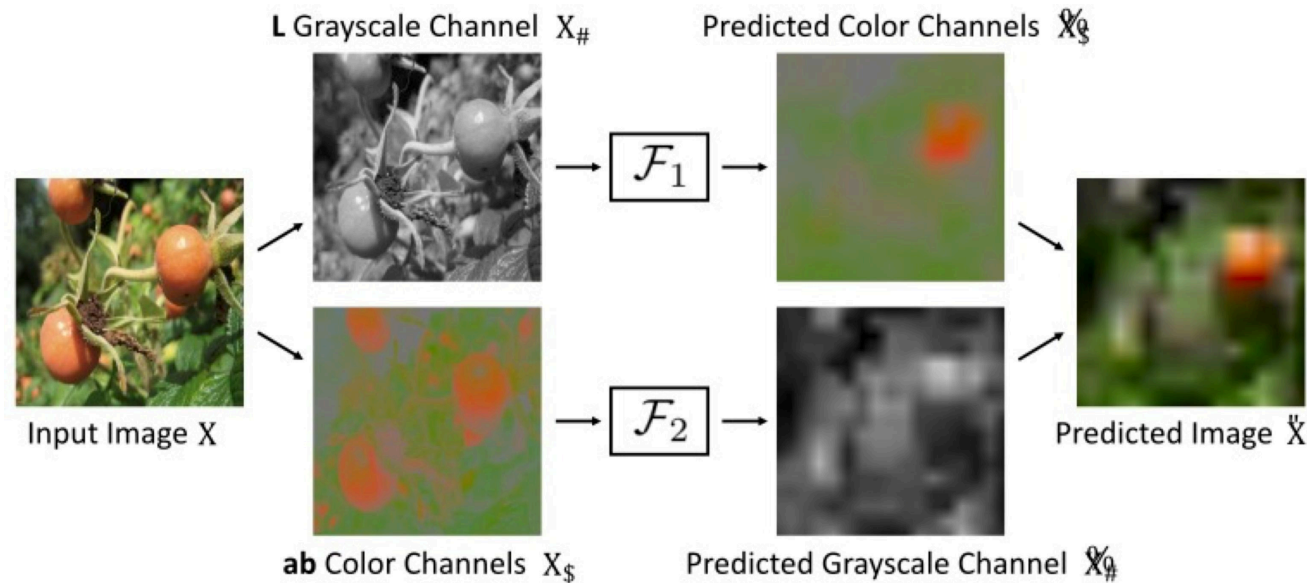 L Grayscale Channel X#
Predicted Color Channels
F1
Input Image X
F2
Predicted Image Ẍ
ab Color Channels X$
Predicted Grayscale Channel